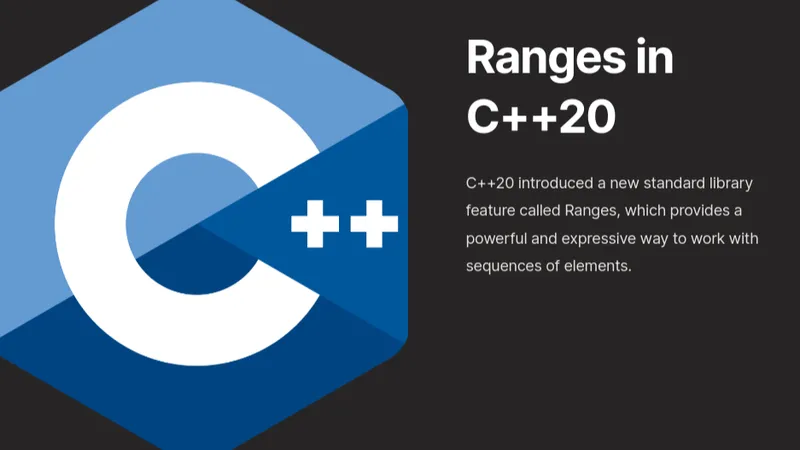 C++
Ranges in
C++20
C++20 introduced a new standard library
feature called Ranges, which provides a
powerful and expressive way to work with
sequences of elements.